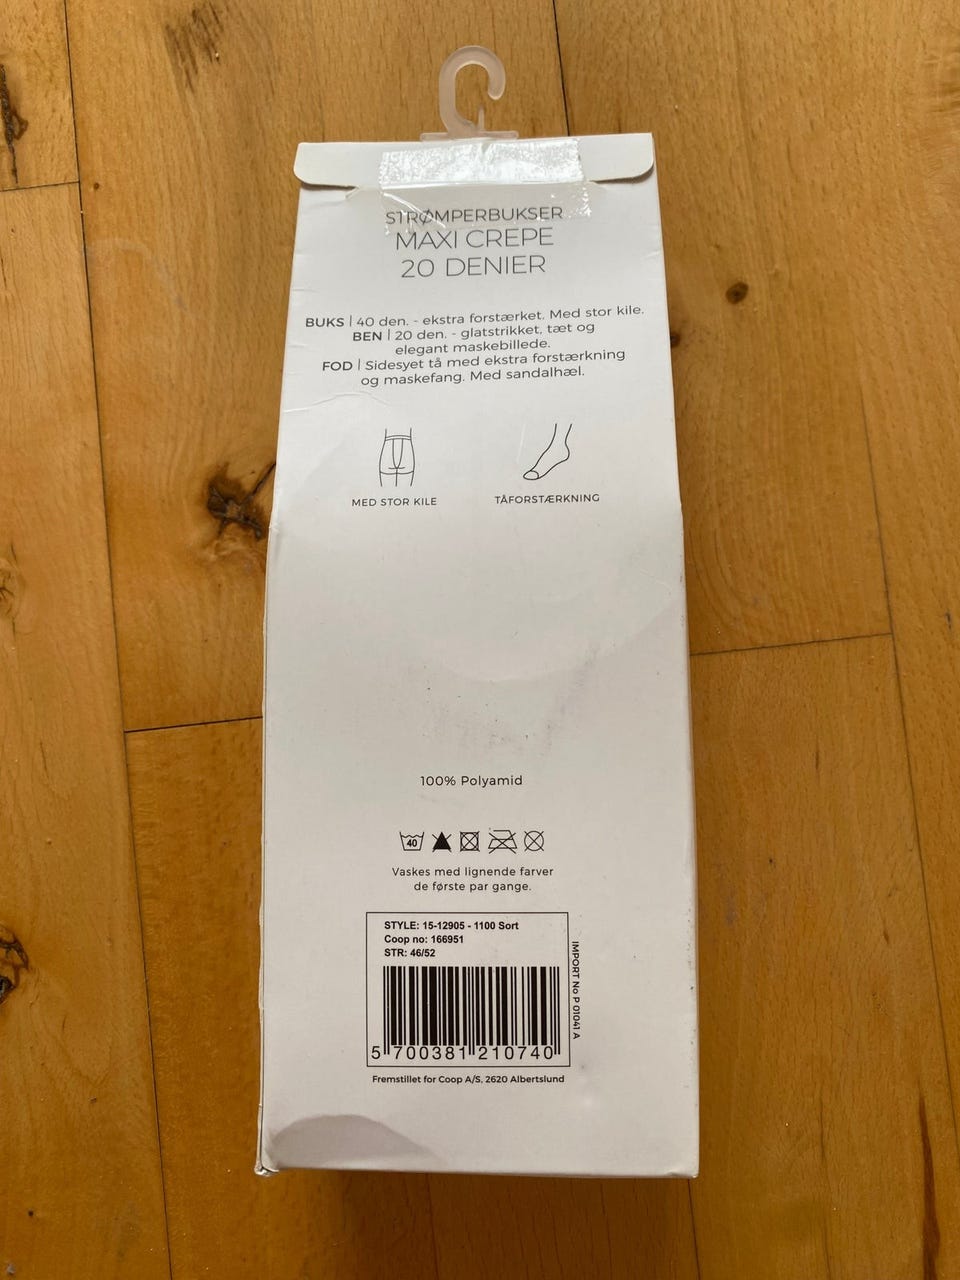 STRØMPERBUKSER
MAXI CREPE
20 DENIER
BUKS | 40 den. - ekstra forstærket. Med stor kile.
BEN | 20 den. - glatstrikket, tæt og
elegant maskebillede.
FOD | Sidesyet tå med ekstra forstærkning
og maskefang. Med sandalhæl.
MED STOR KILE
TÅFORSTÆRKNING
100% Polyamid
40
Vaskes med lignende farver
de første par gange.
STYLE: 15-12905 - 1100 Sort
Coop no: 166951
STR: 46/52
5 700381 210740
IMPORT No P 01041 A
Fremstillet for Coop A/S, 2620 Albertslund